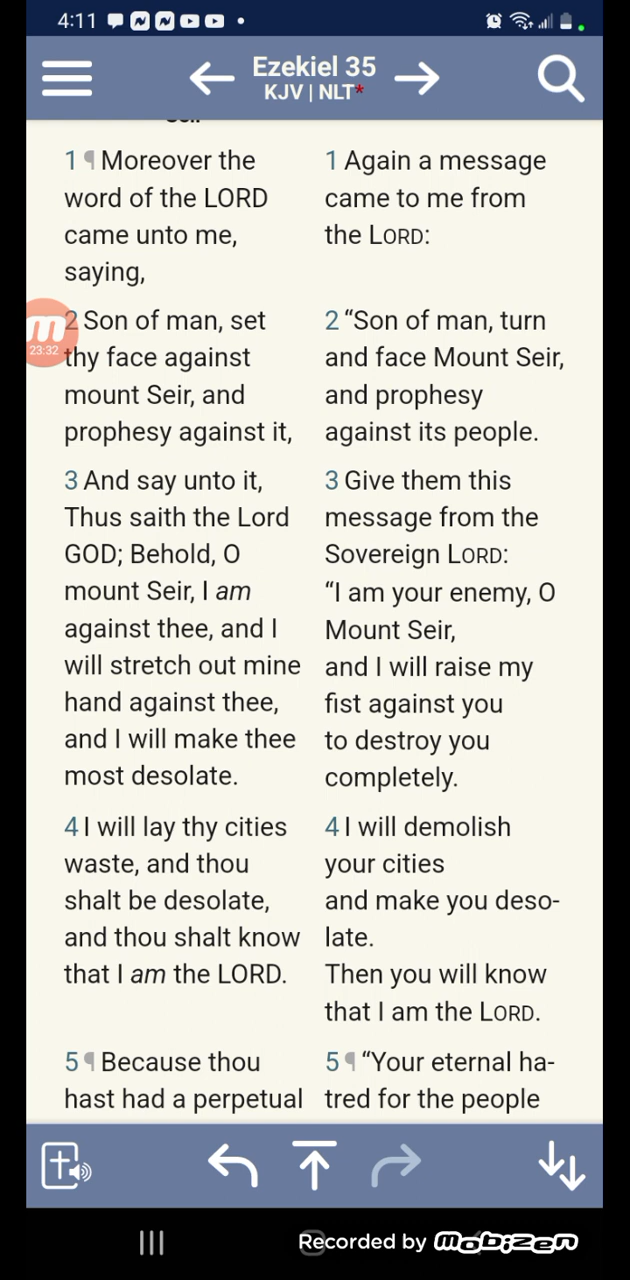 4:11
Ezekiel 35
KJV | NLT*
1 ¶ Moreover the
word of the LORD
came unto me,
saying,
2 Son of man, set
thy face against
mount Seir, and
prophesy against it,
3 And say unto it,
Thus saith the Lord
GOD; Behold, O
mount Seir, I am
against thee, and I
will stretch out mine
hand against thee,
and I will make thee
most desolate.
4 I will lay thy cities
waste, and thou
shalt be desolate,
and thou shalt know
that I am the LORD.
5 ¶ Because thou
hast had a perpetual
1 Again a message
came to me from
the LORD:
2 “Son of man, turn
and face Mount Seir,
and prophesy
against its people.
3 Give them this
message from the
Sovereign LORD:
“I am your enemy, O
Mount Seir,
and I will raise my
fist against you
to destroy you
completely.
4 I will demolish
your cities
and make you deso-
late.
Then you will know
that I am the LORD.
5 ¶ “Your eternal ha-
tred for the people
m
23:32
Recorded by mobizen